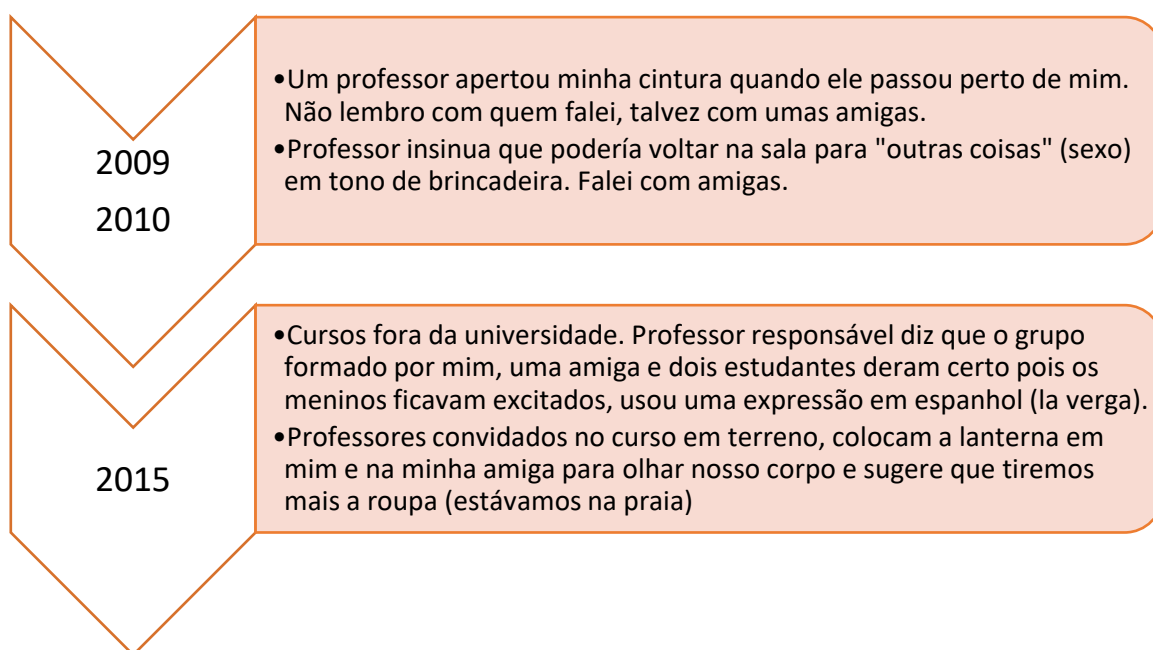 2009
2010
•Um professor apertou minha cintura quando ele passou perto de mim.
Não lembro com quem falei, talvez com umas amigas.
•Professor insinua que podería voltar na sala para "outras coisas" (sexo)
em tono de brincadeira. Falei com amigas.
2015
•Cursos fora da universidade. Professor responsável diz que o grupo
formado por mim, uma amiga e dois estudantes deram certo pois os
meninos ficavam excitados, usou uma expressão em espanhol (la verga).
•Professores convidados no curso em terreno, colocam a lanterna em
mim e na minha amiga para olhar nosso corpo e sugere que tiremos
mais a roupa (estávamos na praia)